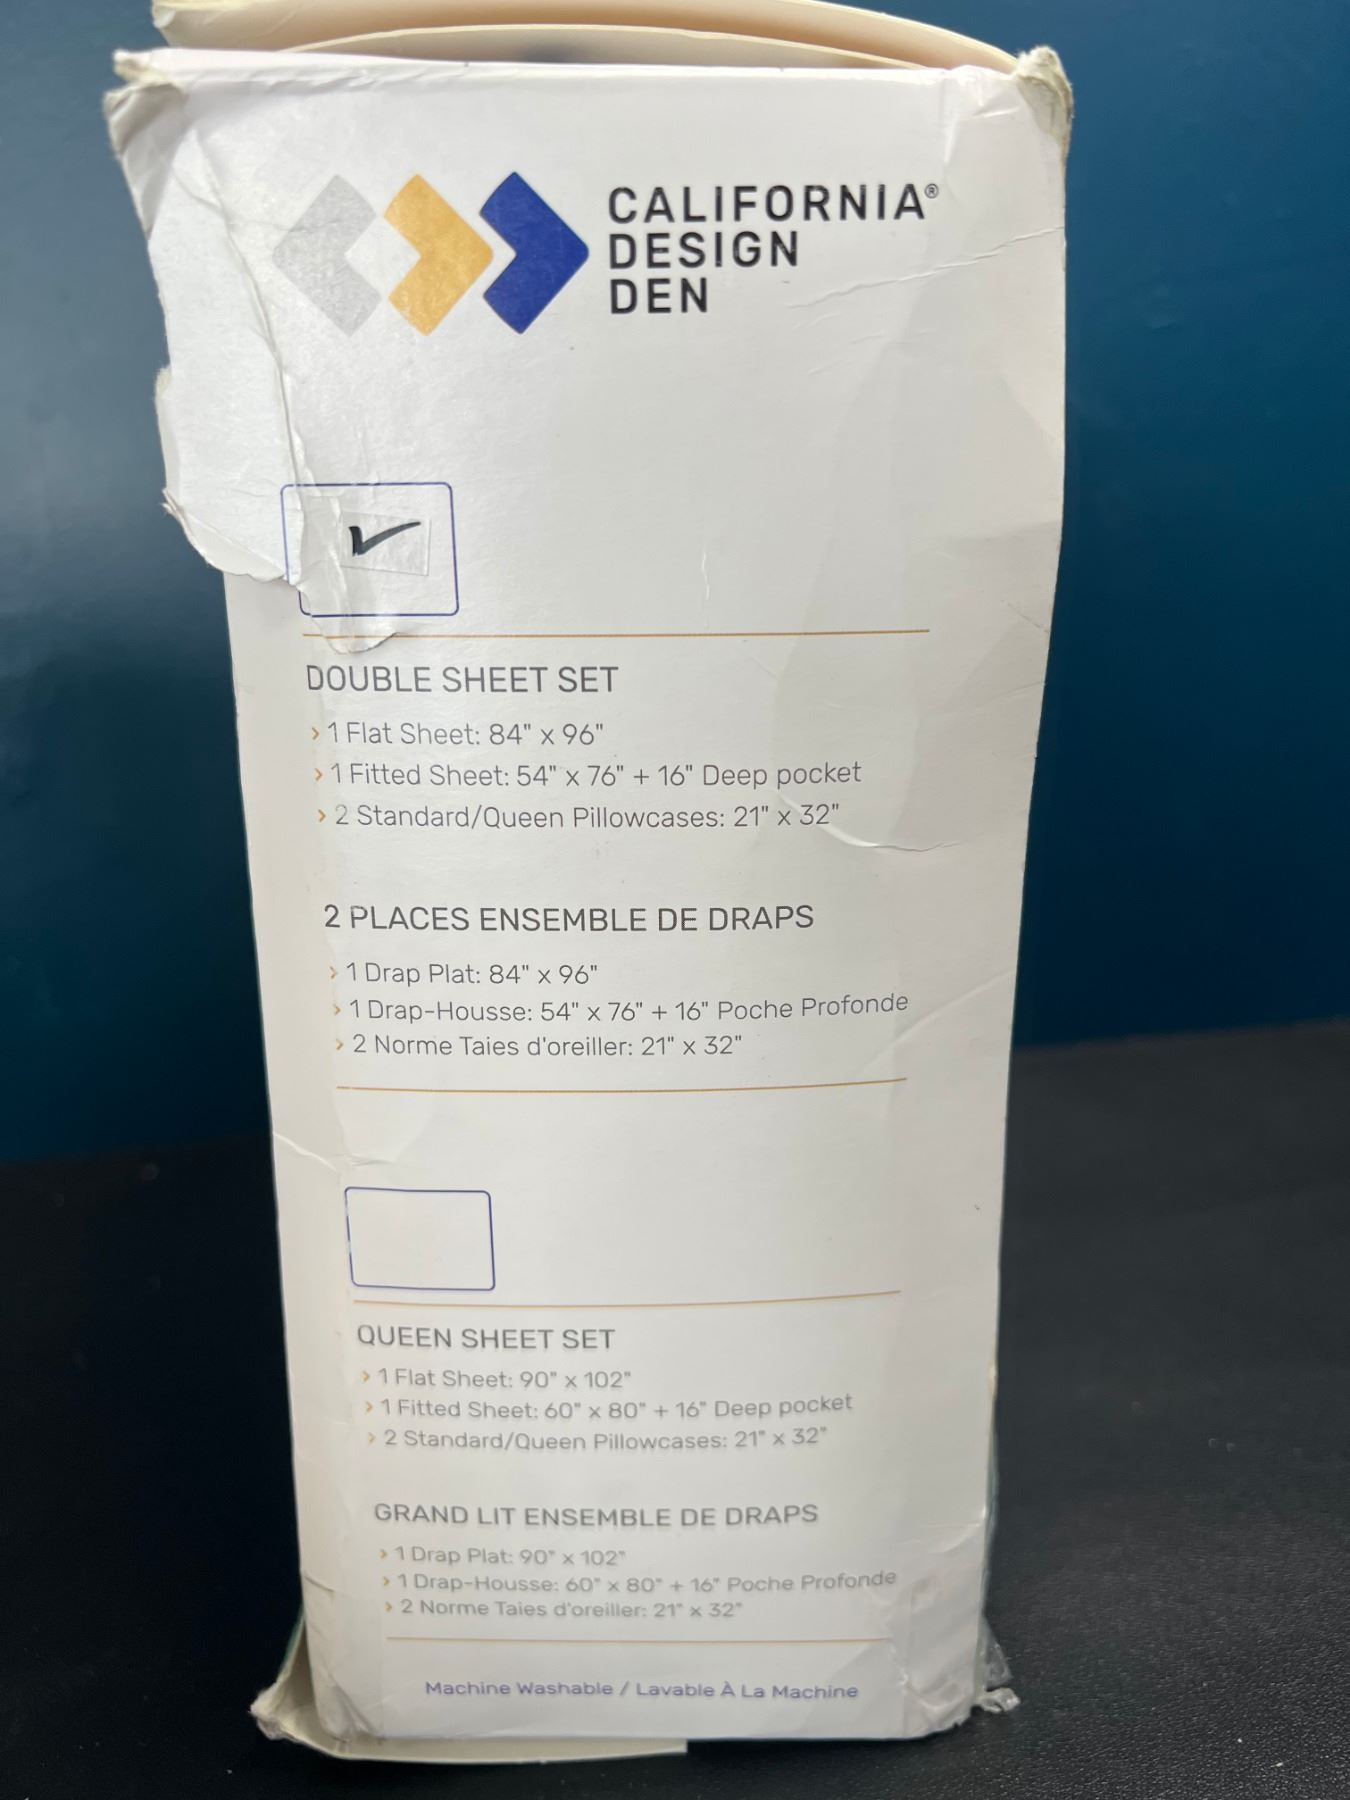 CALIFORNIA®
DESIGN
DEN
✓
DOUBLE SHEET SET
› 1 Flat Sheet: 84" x 96"
› 1 Fitted Sheet: 54" x 76" + 16" Deep pocket
› 2 Standard/Queen Pillowcases: 21" x 32"
2 PLACES ENSEMBLE DE DRAPS
› 1 Drap Plat: 84" x 96"
› 1 Drap-Housse: 54" x 76" + 16" Poche Profonde
› 2 Norme Taies d'oreiller: 21" x 32"
QUEEN SHEET SET
› 1 Flat Sheet: 90" x 102"
› 1 Fitted Sheet: 60" x 80" + 16" Deep pocket
› 2 Standard/Queen Pillowcases: 21" x 32"
GRAND LIT ENSEMBLE DE DRAPS
› 1 Drap Plat: 90" x 102"
› 1 Drap-Housse: 60" x 80" + 16" Poche Profonde
› 2 Norme Taies d'oreiller: 21" x 32"
Machine Washable / Lavable À La Machine